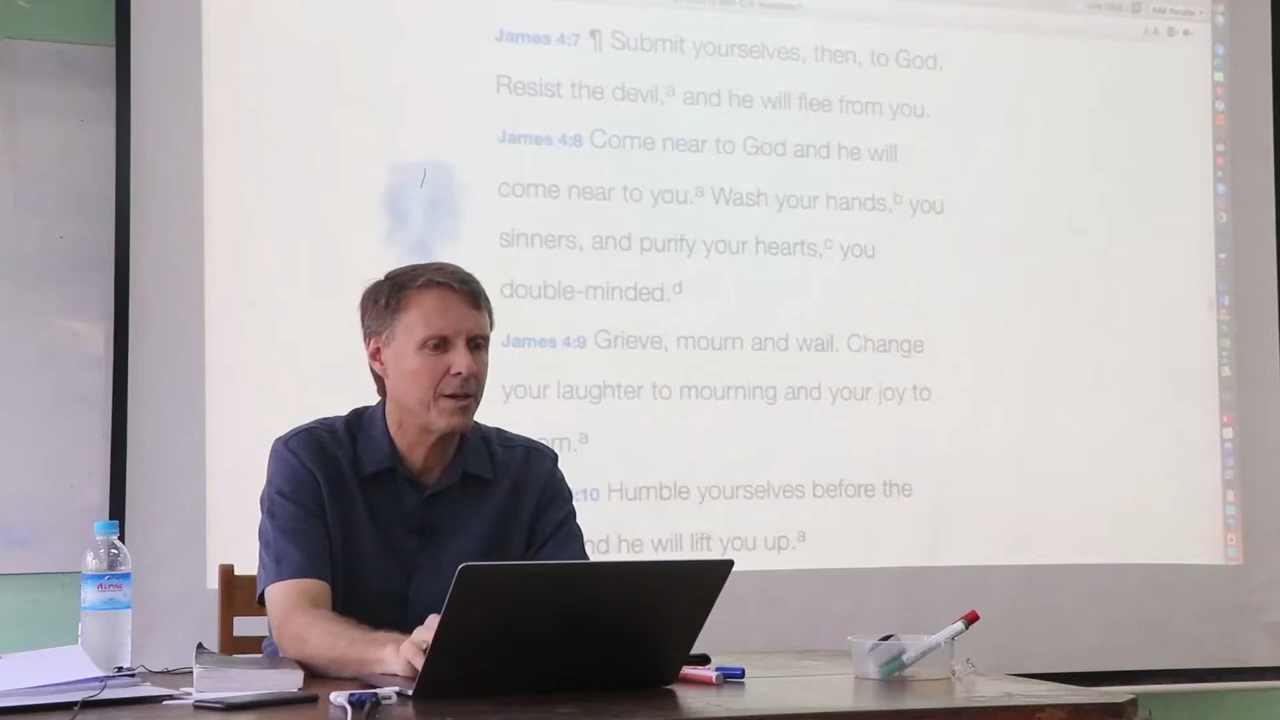 James 4:7 ¶ Submit yourselves, then, to God.
Resist the devil,ᵃ and he will flee from you.
James 4:8 Come near to God and he will
come near to you.ᵃ Wash your hands,ᵇ you
sinners, and purify your hearts,ᶜ you
double-minded.ᵈ
James 4:9 Grieve, mourn and wail. Change
your laughter to mourning and your joy to
om.ᵃ
:10 Humble yourselves before the
nd he will lift you up.ᵃ
ALPINE